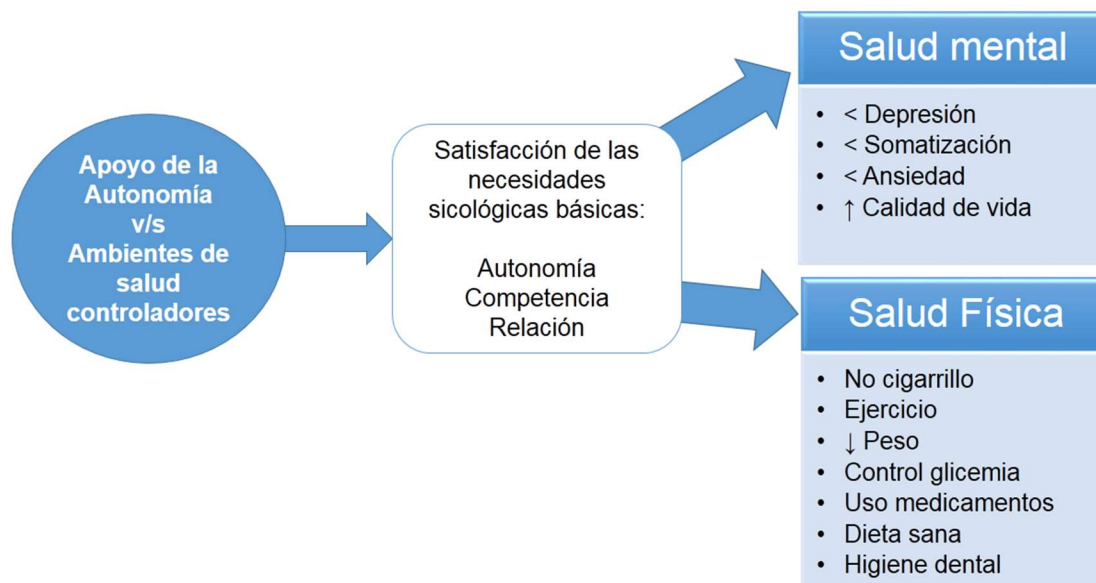 Apoyo de la
Autonomía
v/s
Ambientes de
salud
controladores
Satisfacción de las
necesidades
sicológicas básicas:
Autonomía
Competencia
Relación
Salud mental
• < Depresión
• < Somatización
• < Ansiedad
• ↑ Calidad de vida
Salud Física
• No cigarrillo
• Ejercicio
• ↓ Peso
• Control glicemia
• Uso medicamentos
• Dieta sana
• Higiene dental